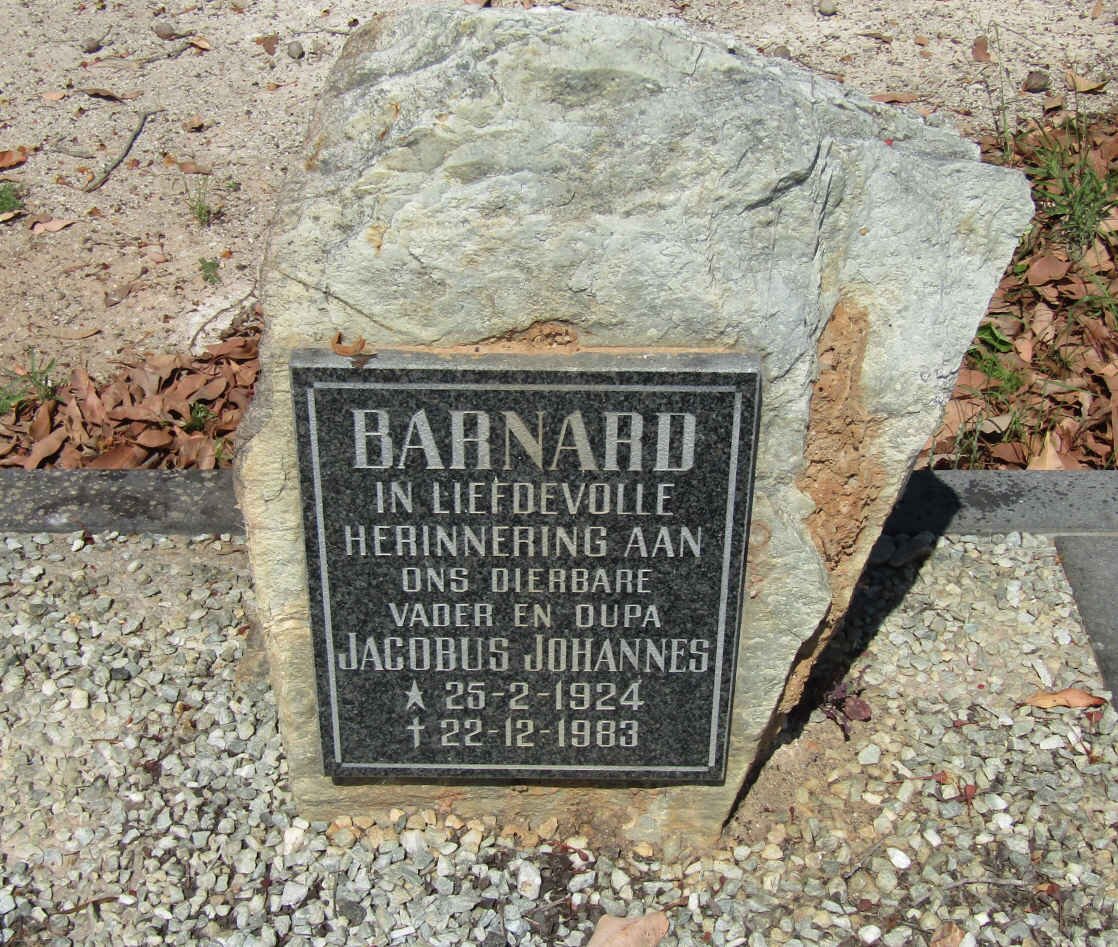 BARNARD
IN LIEFDEVOLLE
HERINNERING AAN
ONS DIERBARE
VADER EN OUPA
JACOBUS JOHANNES
★ 25-2-1924
✝ 22-12-1983